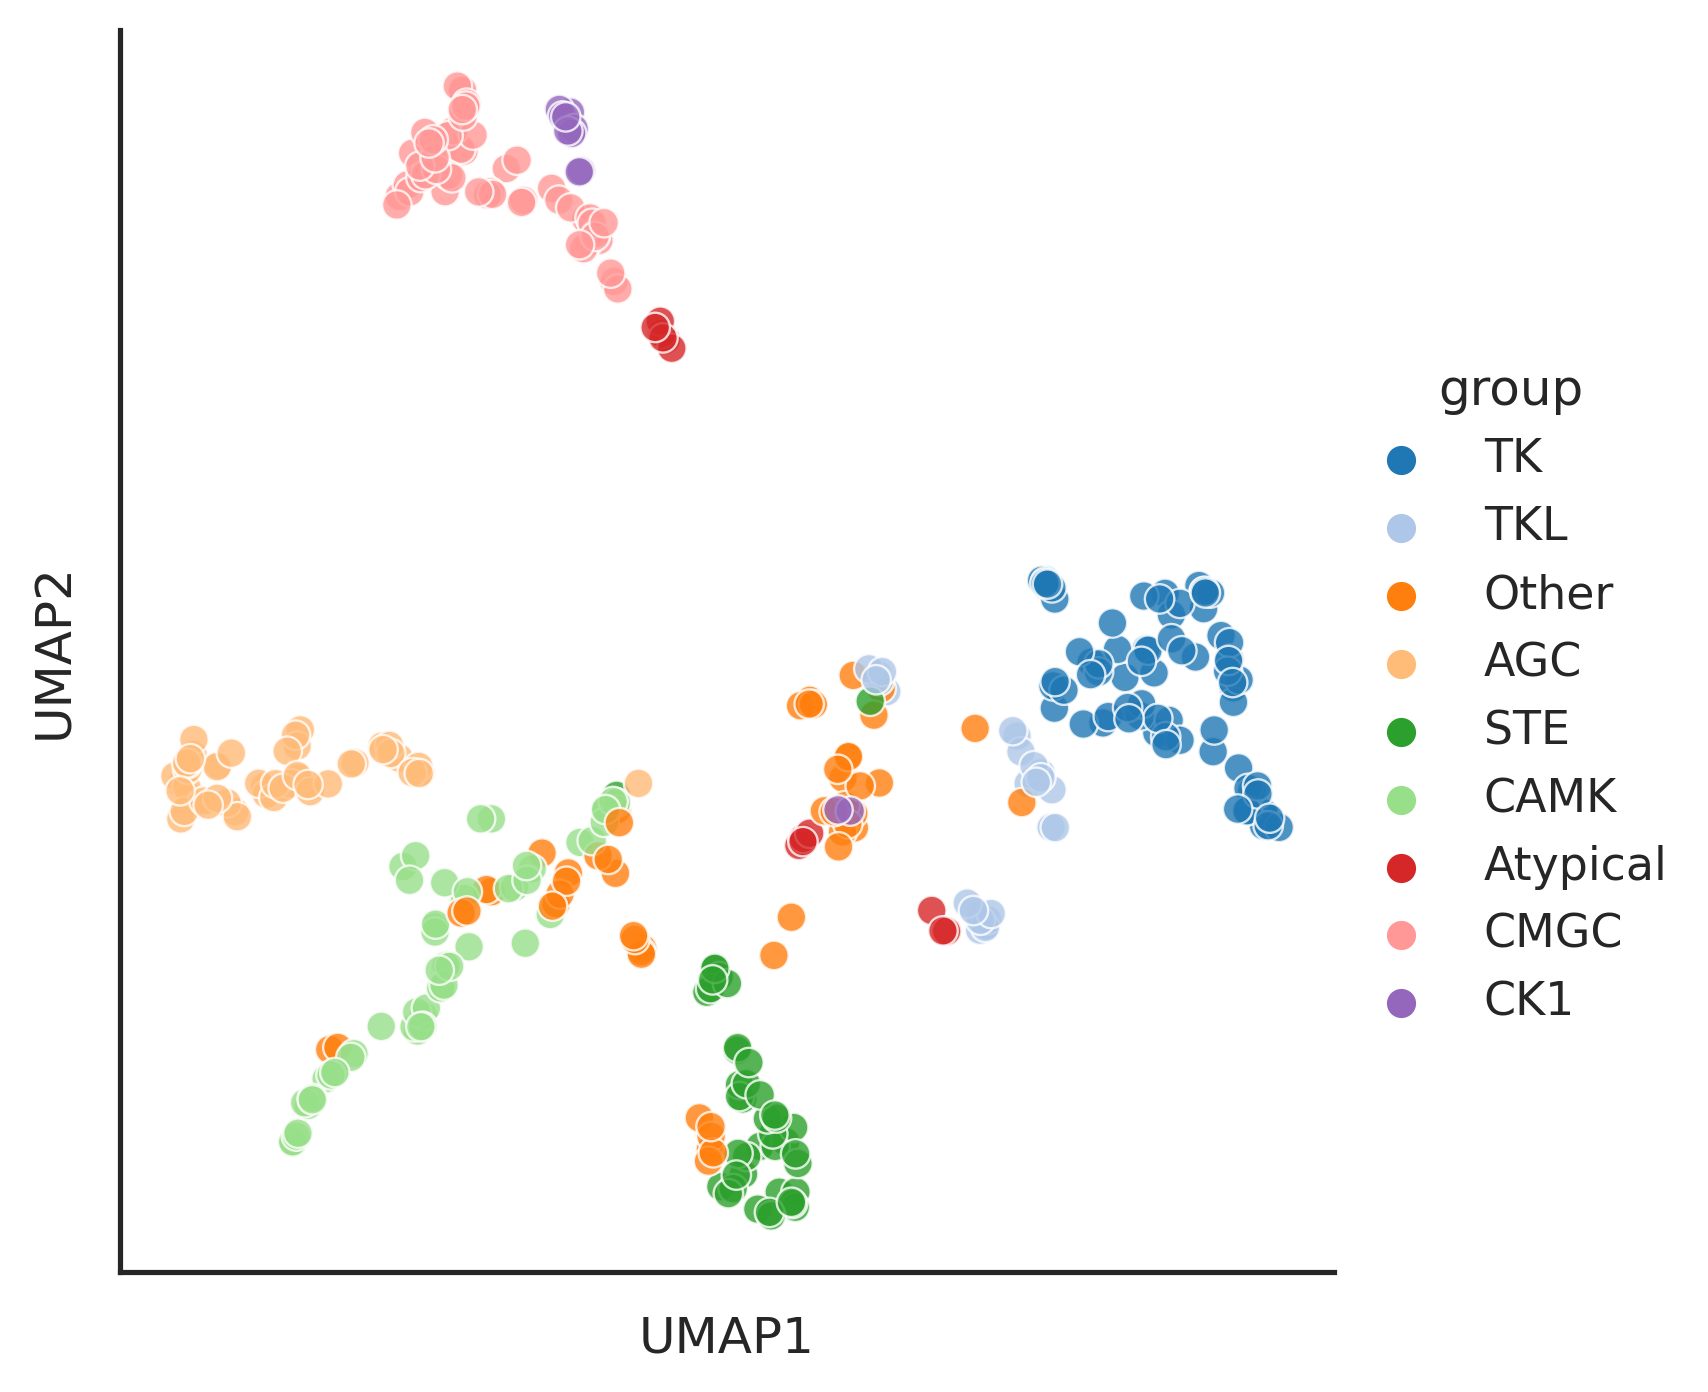 UMAP2
UMAP1
group
TK
TKL
Other
AGC
STE
CAMK
Atypical
CMGC
CK1